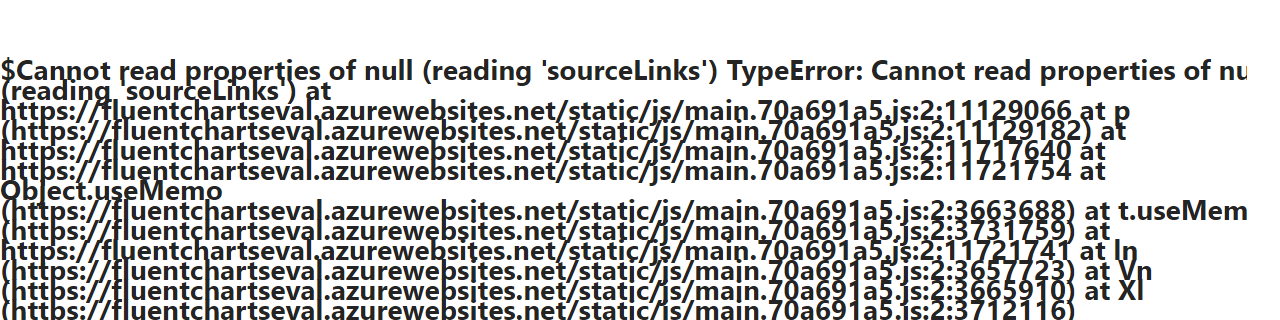 $Cannot read properties of null (reading 'sourceLinks') TypeError: Cannot read properties of nu
(reading 'sourceLinks') at
https://fluentchartseval.azurewebsites.net/static/js/main.70a691a5.js:2:11129066 at p
(https://fluentchartseval.azurewebsites.net/static/js/main.70a691a5.js:2:11129182) at
https://fluentchartseval.azurewebsites.net/static/js/main.70a691a5.js:2:11717640 at
https://fluentchartseval.azurewebsites.net/static/js/main.70a691a5.js:2:11721754 at
Object.useMemo
(https://fluentchartseval.azurewebsites.net/static/js/main.70a691a5.js:2:3663688) at t.useMem
(https://fluentchartseval.azurewebsites.net/static/js/main.70a691a5.js:2:3731759) at
https://fluentchartseval.azurewebsites.net/static/js/main.70a691a5.js:2:11721741 at ln
(https://fluentchartseval.azurewebsites.net/static/js/main.70a691a5.js:2:3657723) at Vn
(https://fluentchartseval.azurewebsites.net/static/js/main.70a691a5.js:2:3665910) at Xl
(https://fluentchartseval.azurewebsites.net/static/js/main.70a691a5.js:2:3712116)